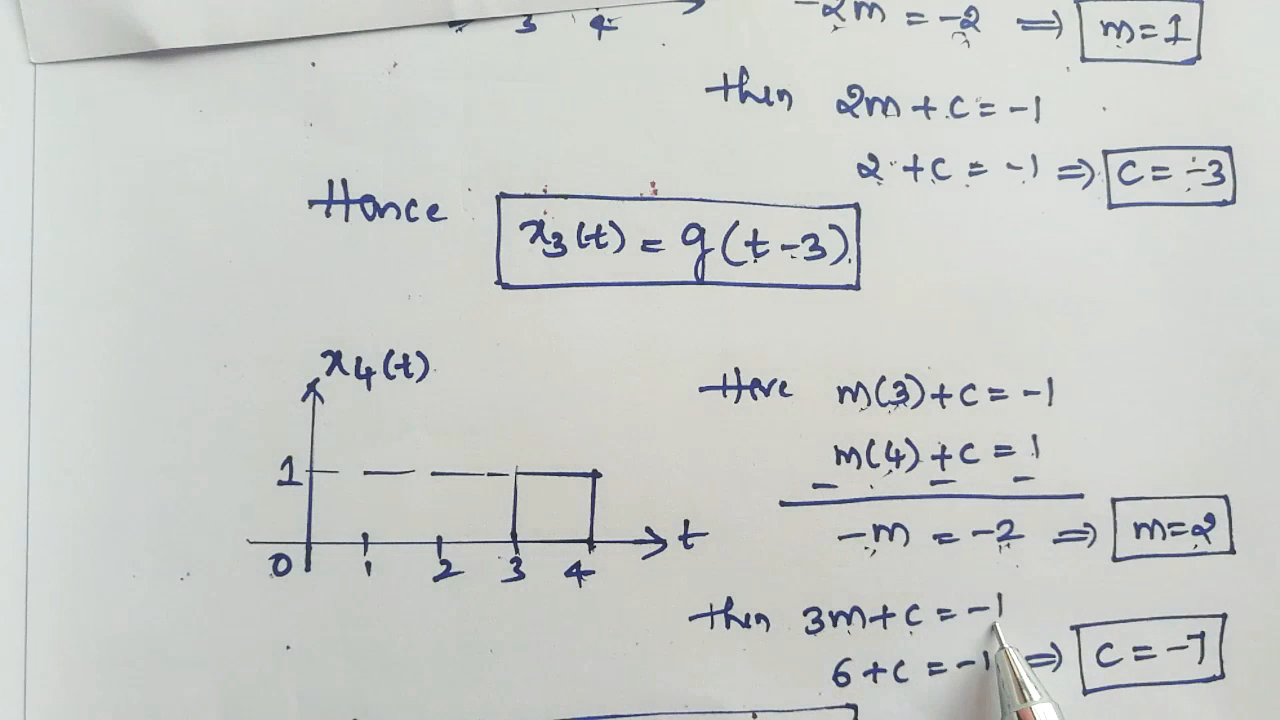 3 4
-2m = -2 ⟹ m=1
then 2m + c = -1
2 + c = -1 ⟹ c = -3
Hence x₃(t) = g(t-3)
x₄(t)
Here m(3)+c = -1
m(4)+c = 1
- - -
-m = -2 ⟹ m=2
1
0 1 2 3 4 t
then 3m+c = -1
6+c = -1 ⟹ c = -7